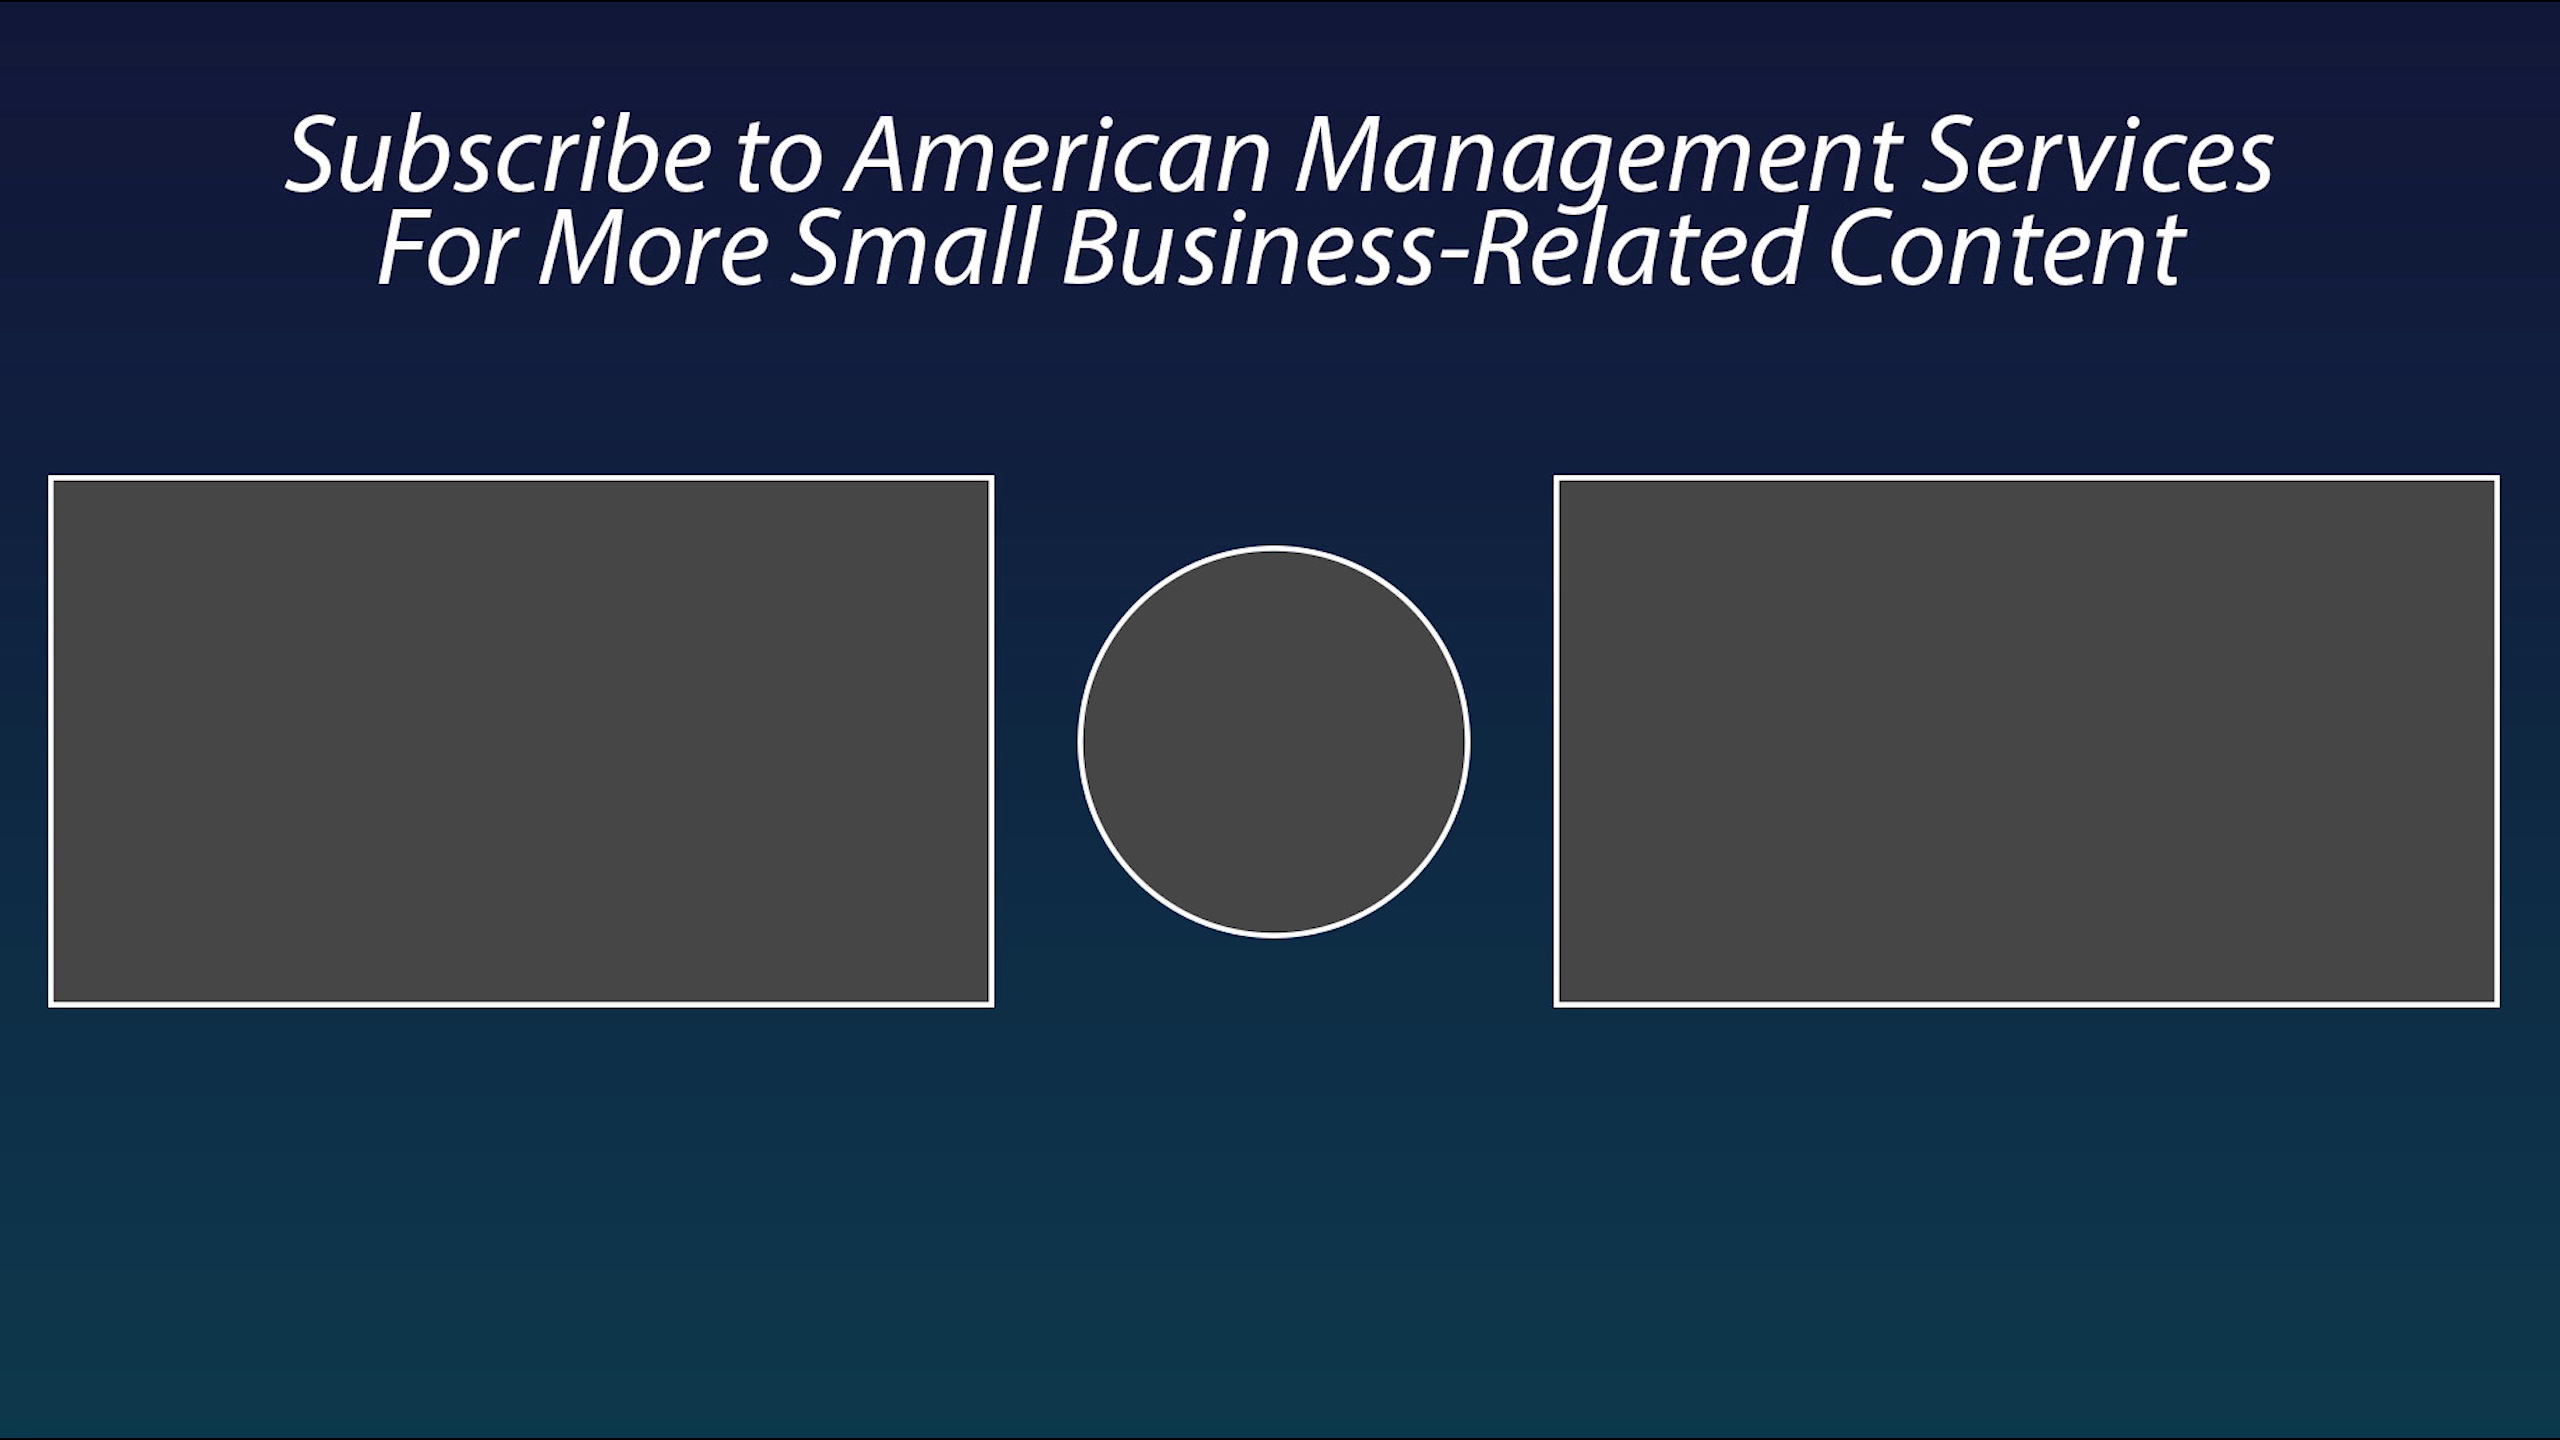 Subscribe to American Management Services
For More Small Business-Related Content